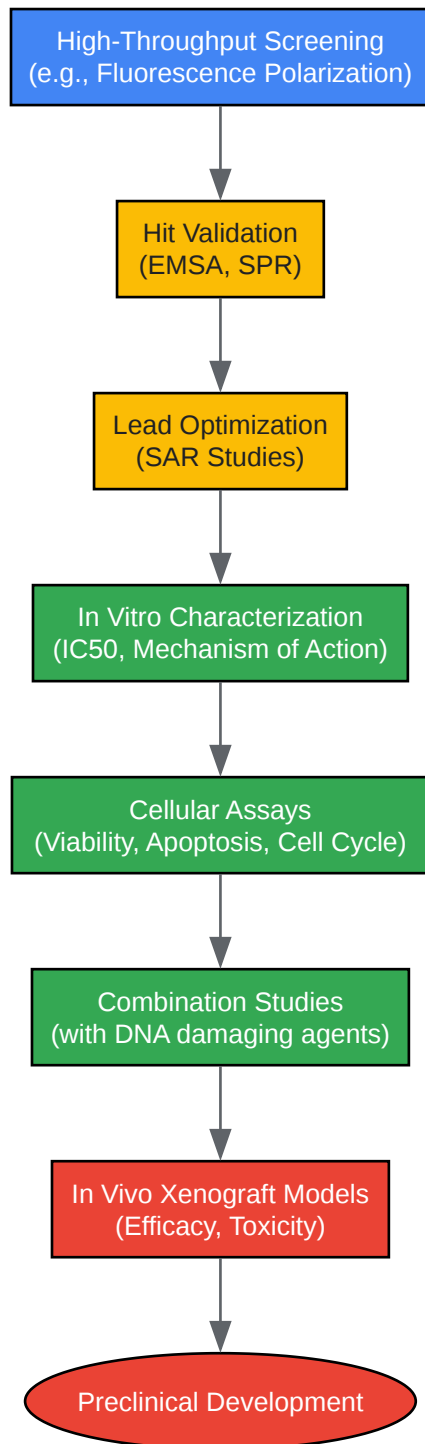 High-Throughput Screening
(e.g., Fluorescence Polarization)
Hit Validation
(EMSA, SPR)
Lead Optimization
(SAR Studies)
In Vitro Characterization
(IC50, Mechanism of Action)
Cellular Assays
(Viability, Apoptosis, Cell Cycle)
Combination Studies
(with DNA damaging agents)
In Vivo Xenograft Models
(Efficacy, Toxicity)
Preclinical Development